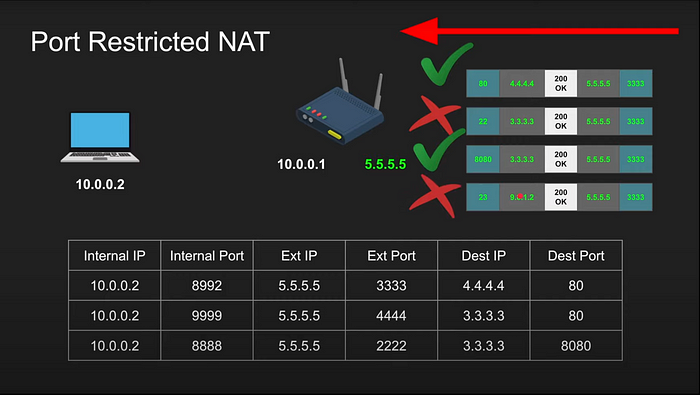 Port Restricted NAT
80 4.4.4.4 200 OK 5.5.5.5 3333
22 3.3.3.3 200 OK 5.5.5.5 3333
8080 3.3.3.3 200 OK 5.5.5.5 3333
23 200 OK 5.5.5.5 3333
10.0.0.1 5.5.5.5
10.0.0.2
Internal IP Internal Port Ext IP Ext Port Dest IP Dest Port
10.0.0.2 8992 5.5.5.5 3333 4.4.4.4 80
10.0.0.2 9999 5.5.5.5 4444 3.3.3.3 80
10.0.0.2 8888 5.5.5.5 2222 3.3.3.3 8080